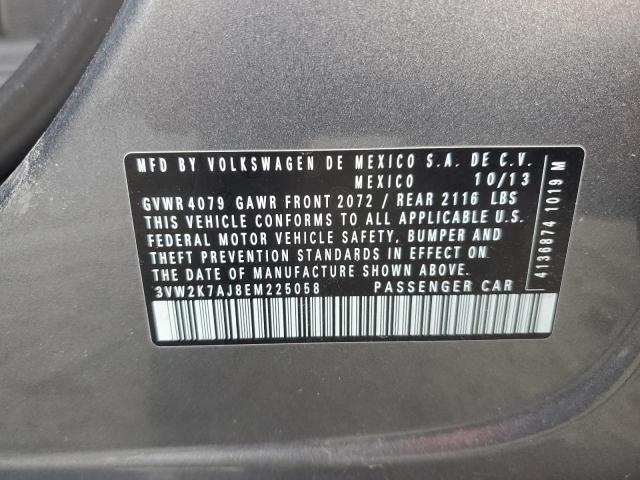 MFD BY VOLKSWAGEN DE MEXICO S.A. DE C.V.
MEXICO 10/13
GVWR 4079 GAWR FRONT 2072 / REAR 2116 LBS
THIS VEHICLE CONFORMS TO ALL APPLICABLE U.S.
FEDERAL MOTOR VEHICLE SAFETY, BUMPER AND
THEFT PREVENTION STANDARDS IN EFFECT ON
THE DATE OF MANUFACTURE SHOWN ABOVE.
3VW2K7AJ8EM225058 PASSENGER CAR
4136874 1019 M